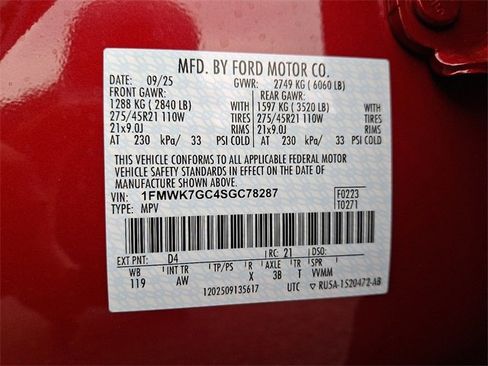 MFD. BY FORD MOTOR CO.
DATE: 09/25 GVWR: 2749 KG ( 6060 LB)
FRONT GAWR: REAR GAWR:
1288 KG ( 2840 LB) WITH 1597 KG ( 3520 LB) WITH
275/45R21 110W TIRES 275/45R21 110W TIRES
21x9.0J RIMS 21x9.0J RIMS
AT 230 kPa/ 33 PSI COLD AT 230 kPa/ 33 PSI COLD
THIS VEHICLE CONFORMS TO ALL APPLICABLE FEDERAL MOTOR
VEHICLE SAFETY STANDARDS IN EFFECT ON THE DATE OF
MANUFACTURE SHOWN ABOVE.
VIN: 1FMWK7GC4SGC78287 F0223
TYPE: MPV T0271
EXT PNT: D4 RC: 21 DSO:
WB INT TR TP/PS R AXLE TR SPR
119 AW X 3B T VVMM
1202509135617 UTC ▽ RU5A-1520472-AB